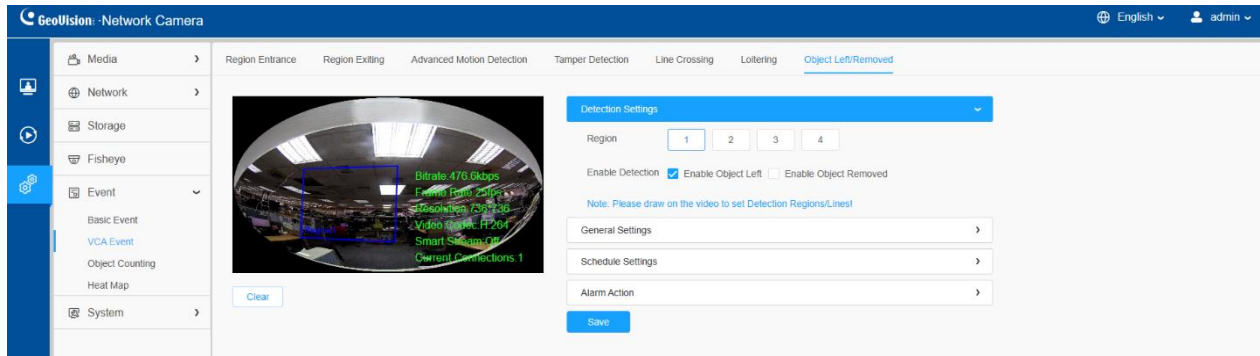 GeoVision: -Network Camera
English
admin
Media
Network
Storage
Fisheye
Event
Basic Event
VCA Event
Object Counting
Heat Map
System
Region Entrance Region Exiting Advanced Motion Detection Tamper Detection Line Crossing Loitering Object Left/Removed
Bitrate:476.6kbps
Frame Rate:25fps
Resolution:736*736
Video Codec:H.264
Smart Stream:Off
Current Connections:1
Clear
Detection Settings
Region 1 2 3 4
Enable Detection Enable Object Left Enable Object Removed
Note: Please draw on the video to set Detection Regions/Lines!
General Settings
Schedule Settings
Alarm Action
Save